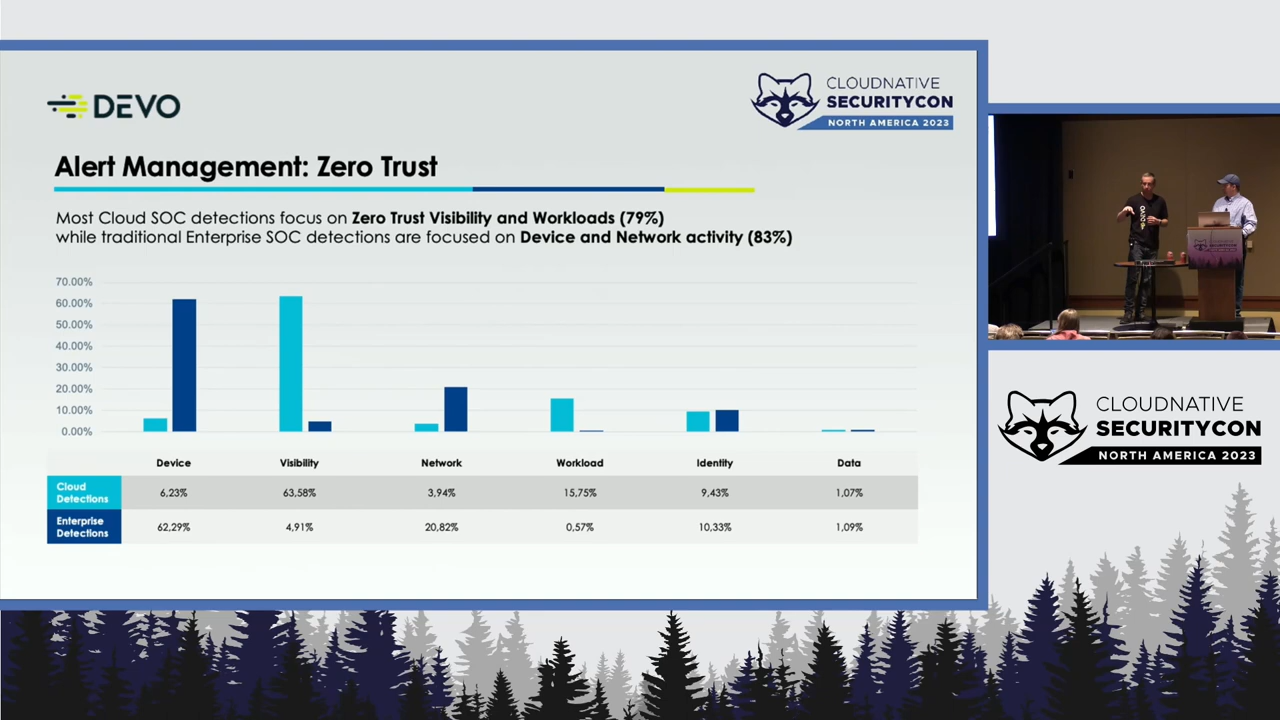 DEVO
CLOUDNATIVE
SECURITYCON
NORTH AMERICA 2023
Alert Management: Zero Trust
Most Cloud SOC detections focus on Zero Trust Visibility and Workloads (79%)
while traditional Enterprise SOC detections are focused on Device and Network activity (83%)
70.00%
60.00%
50.00%
40.00%
30.00%
20.00%
10.00%
0.00%
Device Visibility Network Workload Identity Data
Cloud
Detections
6,23% 63,58% 3,94% 15,75% 9,43% 1,07%
Enterprise
Detections
62,29% 4,91% 20,82% 0,57% 10,33% 1,09%
CLOUDNATIVE
SECURITYCON
NORTH AMERICA 2023